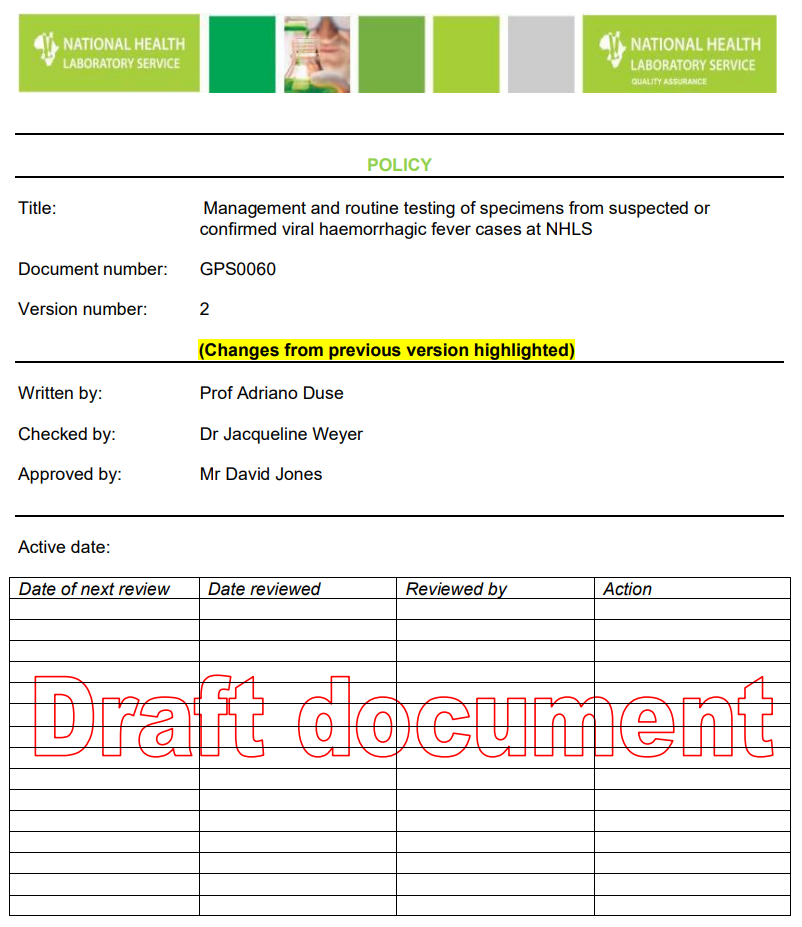 NATIONAL HEALTH
LABORATORY SERVICE
NATIONAL HEALTH
LABORATORY SERVICE
QUALITY ASSURANCE
POLICY
Title: Management and routine testing of specimens from suspected or
confirmed viral haemorrhagic fever cases at NHLS
Document number: GPS0060
Version number: 2
(Changes from previous version highlighted)
Written by: Prof Adriano Duse
Checked by: Dr Jacqueline Weyer
Approved by: Mr David Jones
Active date:
Date of next review Date reviewed Reviewed by Action
Draft document